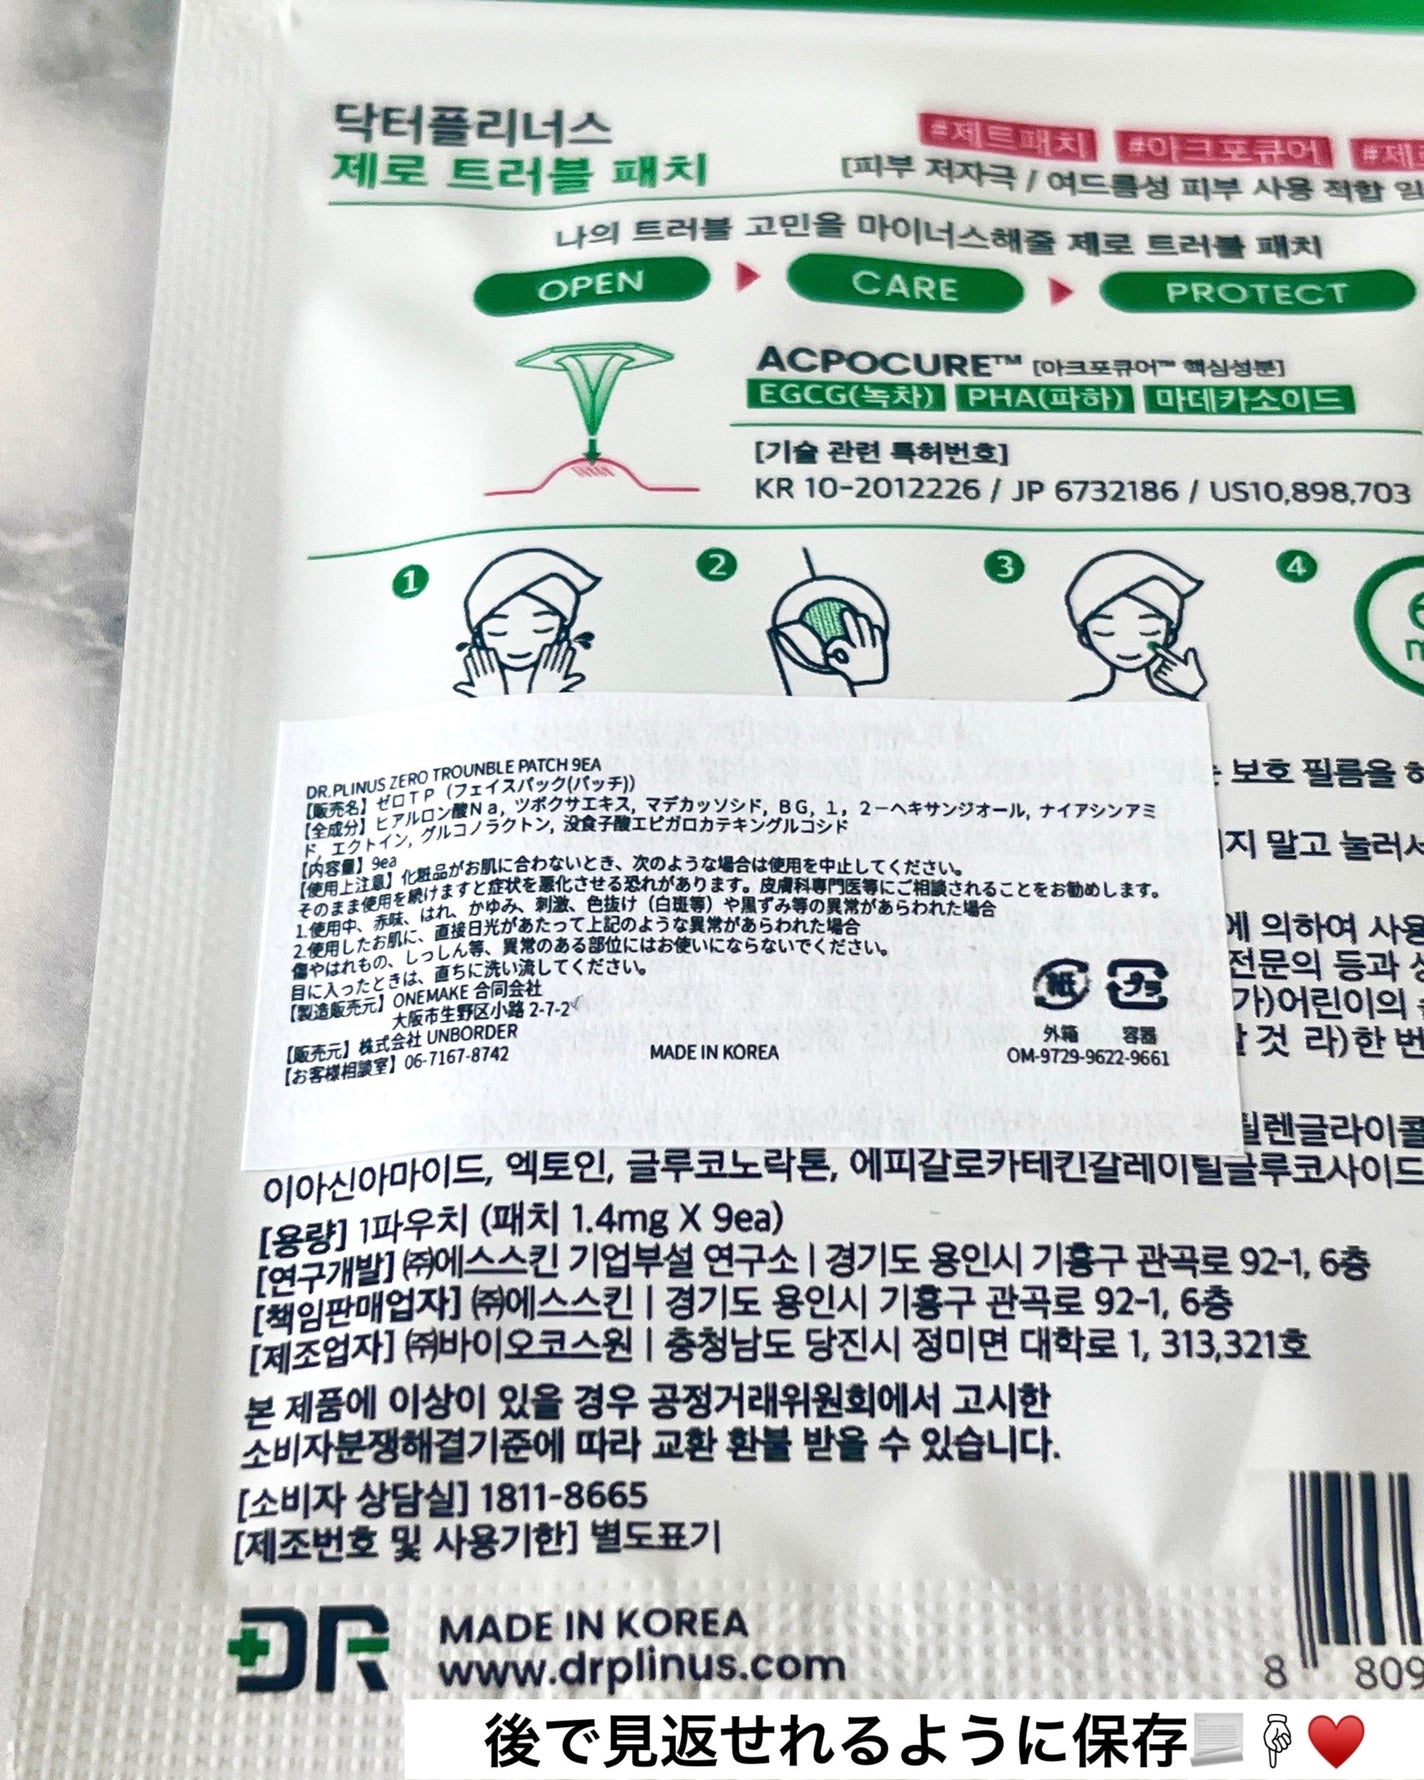 닥터플리너스
제로 트러블 패치
#제트패치 #아크포큐어 #제로
[피부 저자극 / 여드름성 피부 사용 적합 임
나의 트러블 고민을 마이너스해줄 제로 트러블 패치
OPEN CARE PROTECT
ACPOCURE™ [아크포큐어™ 핵심성분]
EGCG(녹차) PHA(파하) 마데카소이드
[기술 관련 특허번호]
KR 10-2012226 / JP 6732186 / US10,898,703
1 2 3 4
보호 필름을
지 말고 눌러서
에 의하여 사용
전문의 등과 상
가)어린이의
것 라)한 번
DR.PLINUS ZERO TROUNBLE PATCH 9EA
【販売名】ゼロTP（フェイスパック(パッチ)）
【全成分】ヒアルロン酸Ｎａ, ツボクサエキス, マデカッソシド, ＢＧ, １, ２－ヘキサンジオール, ナイアシンアミ
ド, エクトイン, グルコノラクトン, 没食子酸エピガロカテキングルコシド
【内容量】9ea
【使用上注意】化粧品がお肌に合わないとき、次のような場合は使用を中止してください。
そのまま使用を続けますと症状を悪化させる恐れがあります。皮膚科専門医等にご相談されることをお勧めします。
1.使用中、赤味、はれ、かゆみ、刺激、色抜け（白斑等）や黒ずみ等の異常があらわれた場合
2.使用したお肌に、直接日光があたって上記のような異常があらわれた場合
傷やはれもの、しっしん等、異常のある部位にはお使いにならないでください。
目に入ったときは、直ちに洗い流してください。
【製造販売元】ONEMAKE 合同会社
大阪市生野区小路 2-7-2
【販売元】株式会社 UNBORDER
【お客様相談室】06-7167-8742
MADE IN KOREA
紙 プラ
外箱 容器
OM-9729-9622-9661
틸렌글라이콜
이아신아마이드, 엑토인, 글루코노락톤, 에피갈로카테킨갈레이틸글루코사이드
[용량] 1파우치 (패치 1.4mg X 9ea)
[연구개발] ㈜에스스킨 기업부설 연구소 | 경기도 용인시 기흥구 관곡로 92-1, 6층
[책임판매업자] ㈜에스스킨 | 경기도 용인시 기흥구 관곡로 92-1, 6층
[제조업자] ㈜바이오코스원 | 충청남도 당진시 정미면 대학로 1, 313,321호
본 제품에 이상이 있을 경우 공정거래위원회에서 고시한
소비자분쟁해결기준에 따라 교환 환불 받을 수 있습니다.
[소비자 상담실] 1811-8665
[제조번호 및 사용기한] 별도표기
DR
MADE IN KOREA
www.drplinus.com
8 809
後で見返せれるように保存📃👇♥️